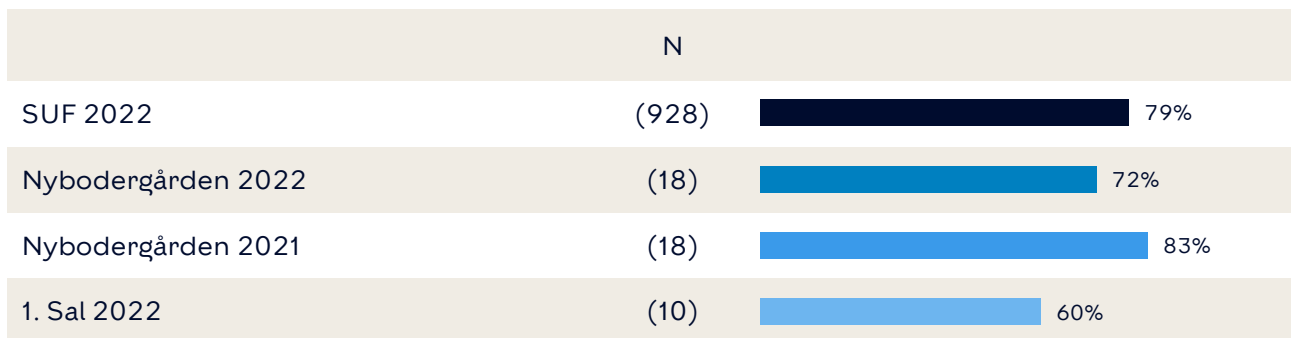 N
SUF 2022 (928) 79%
Nybodergården 2022 (18) 72%
Nybodergården 2021 (18) 83%
1. Sal 2022 (10) 60%